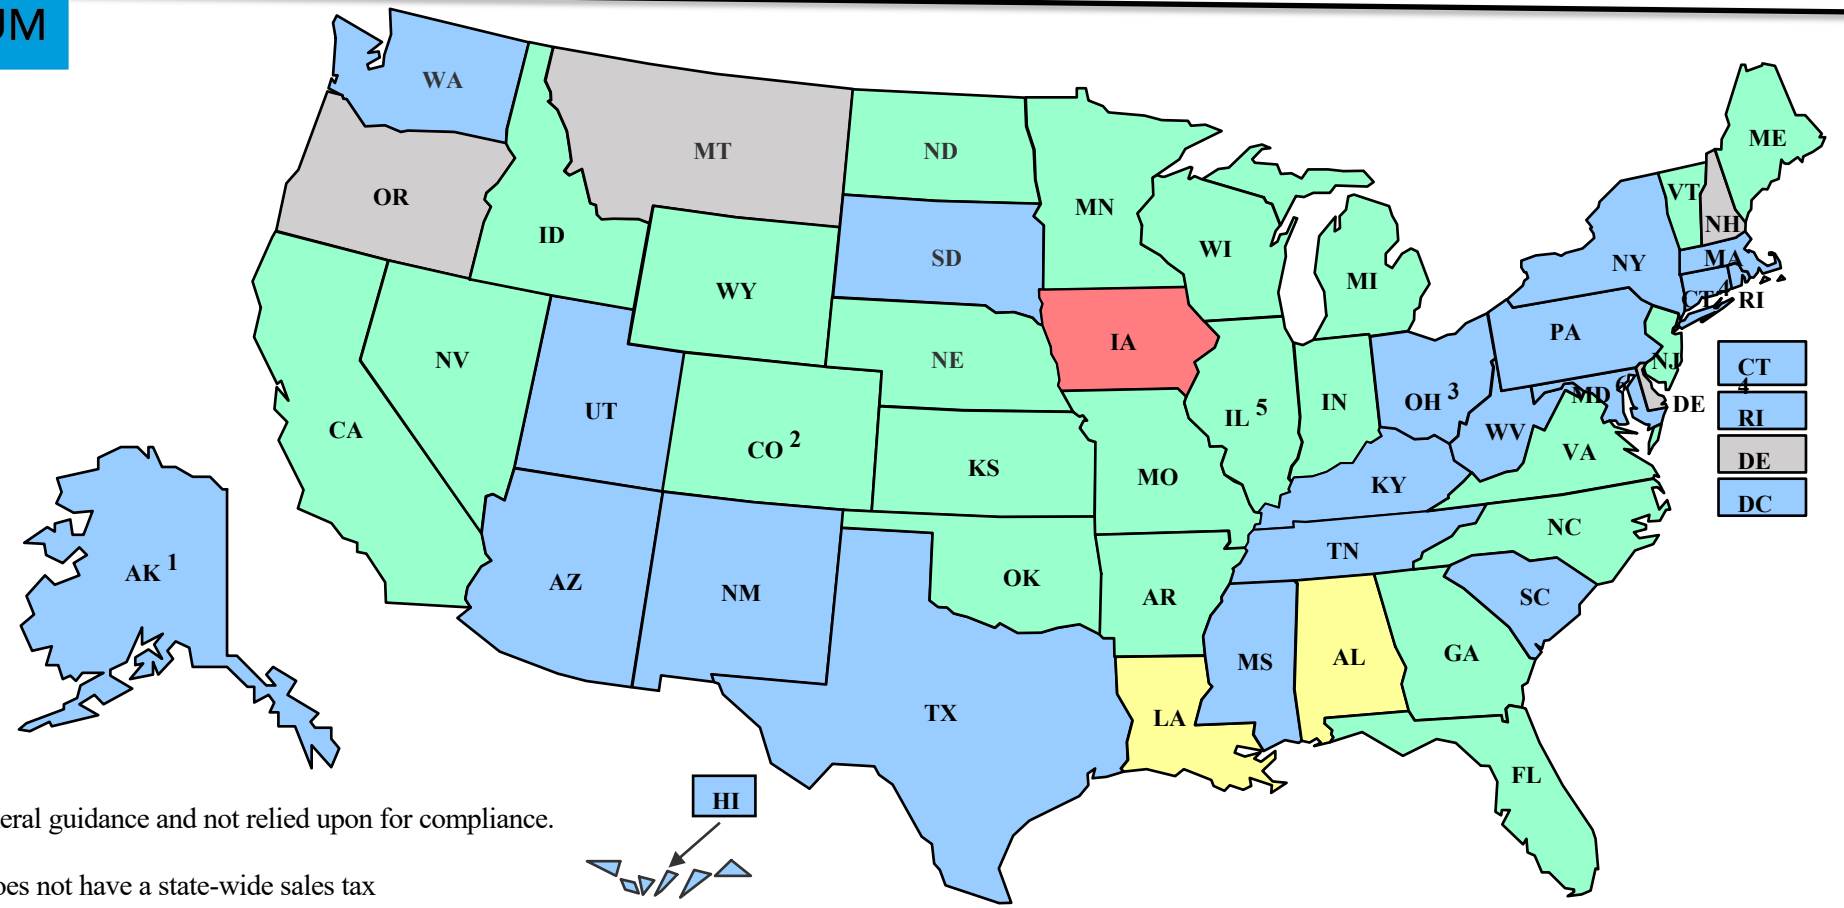 UM
WA
MT
ND
MN
ME
VT
NH
OR
ID
WY
SD
WI
MI
NY
MA
CT 4
RI
IA
PA
NJ
NV
NE
UT
CO 2
IL 5
IN
OH 3
MD 6
DE
CT
4
RI
DE
DC
CA
KS
MO
WV
VA
KY
NC
AK 1
AZ
NM
OK
AR
TN
SC
MS
AL
GA
TX
LA
FL
HI
eral guidance and not relied upon for compliance.
oes not have a state-wide sales tax